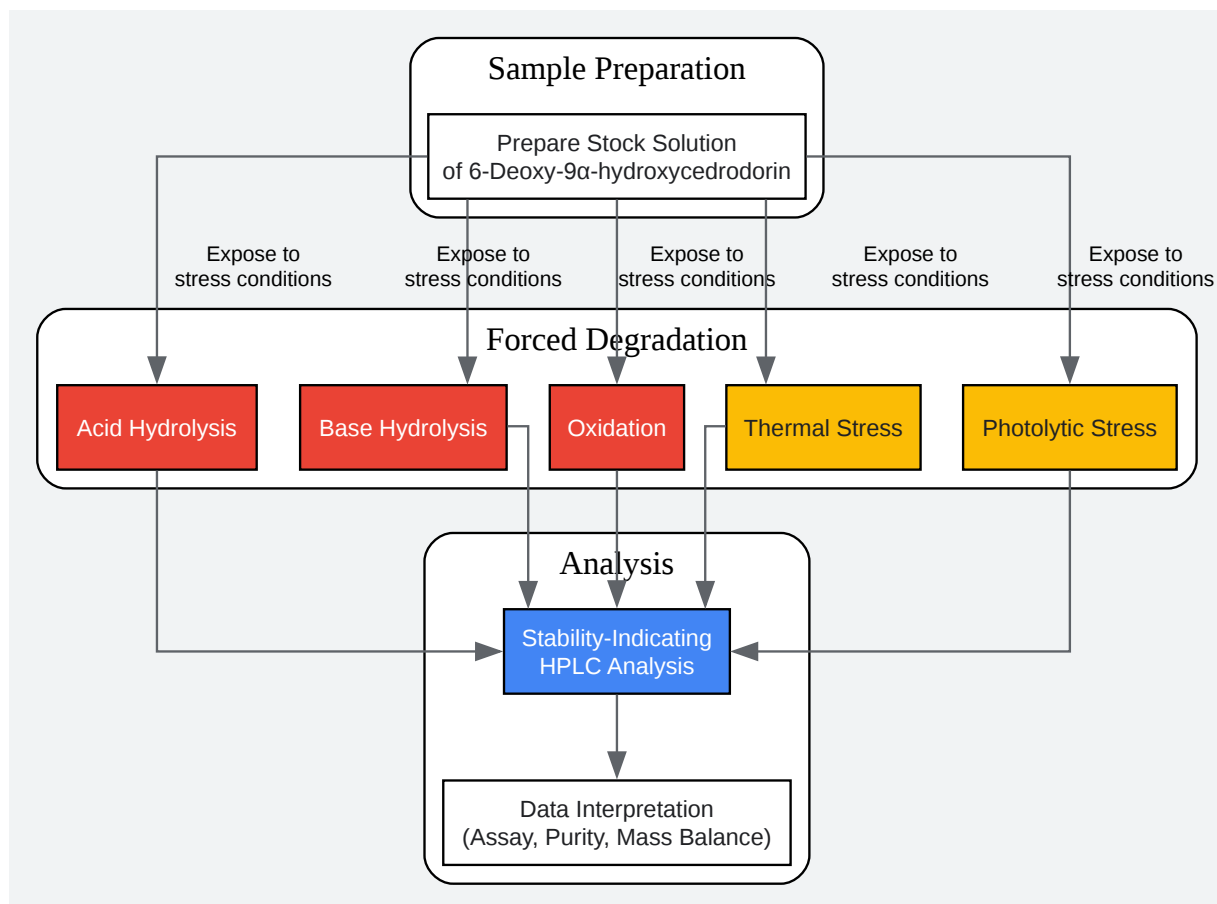 Sample Preparation
Prepare Stock Solution
of 6-Deoxy-9α-hydroxycedrodorin
Expose to
stress conditions
Expose to
stress conditions
Expose to
stress conditions
Expose to
stress conditions
Expose to
stress conditions
Forced Degradation
Acid Hydrolysis
Base Hydrolysis
Oxidation
Thermal Stress
Photolytic Stress
Analysis
Stability-Indicating
HPLC Analysis
Data Interpretation
(Assay, Purity, Mass Balance)